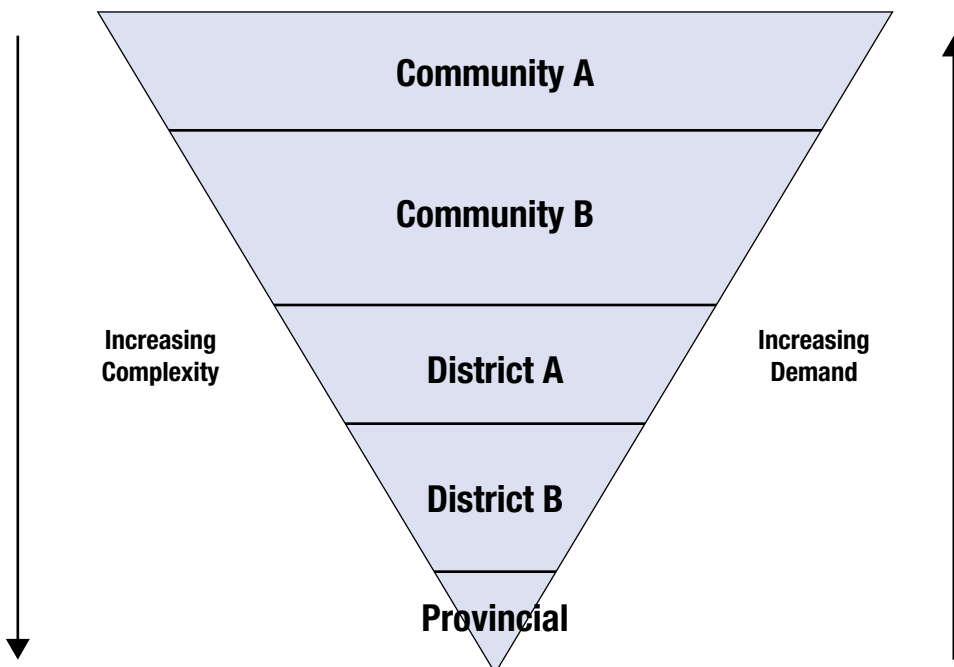 Community A
Community B
Increasing
Complexity
District A
Increasing
Demand
District B
Provincial